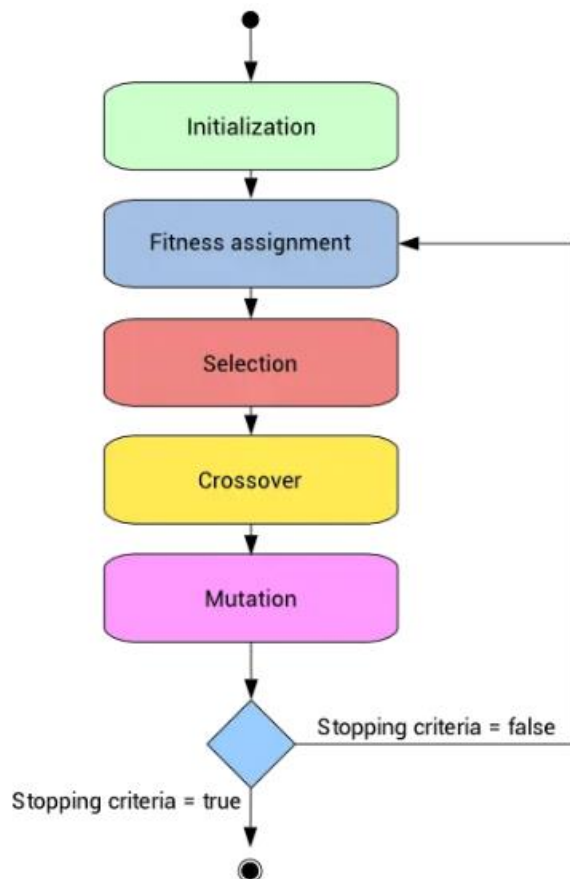 Initialization
Fitness assignment
Selection
Crossover
Mutation
Stopping criteria = false
Stopping criteria = true